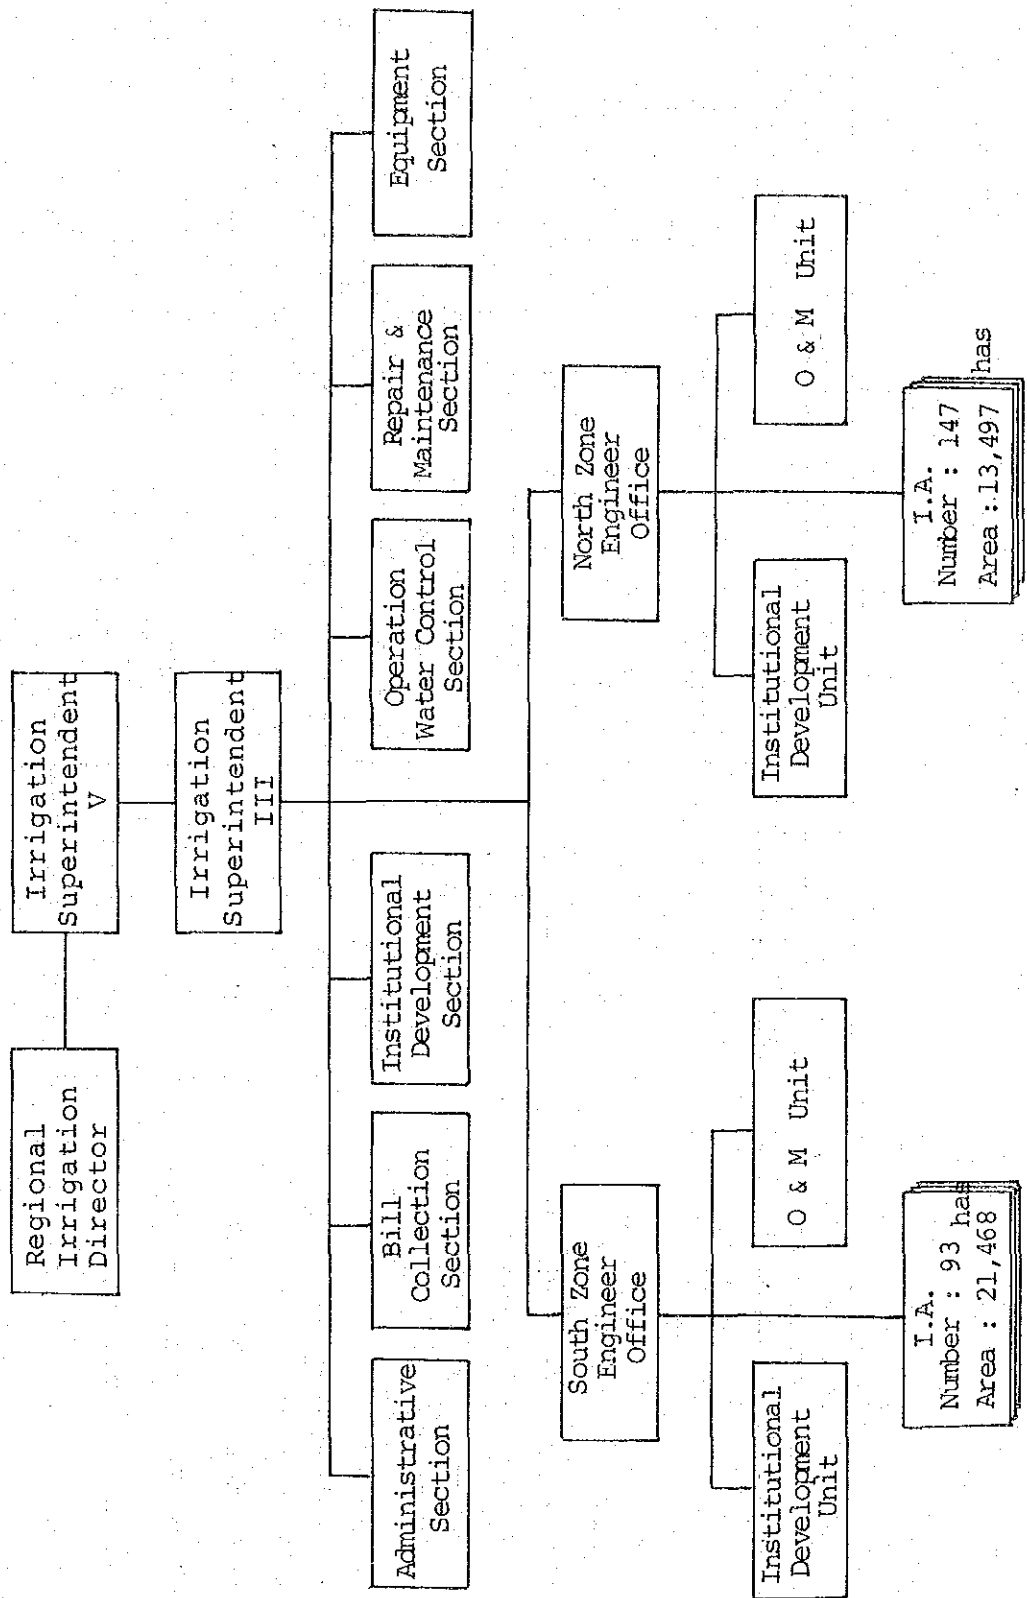 Regional
Irrigation
Director
Irrigation
Superintendent
V
Irrigation
Superintendent
III
Administrative
Section
Bill
Collection
Section
Institutional
Development
Section
Operation
Water Control
Section
Repair &
Maintenance
Section
Equipment
Section
South Zone
Engineer
Office
North Zone
Engineer
Office
Institutional
Development
Unit
O & M Unit
Institutional
Development
Unit
O & M Unit
I.A.
Number : 93
Area : 21,468 has
I.A.
Number : 147
Area : 13,497 has